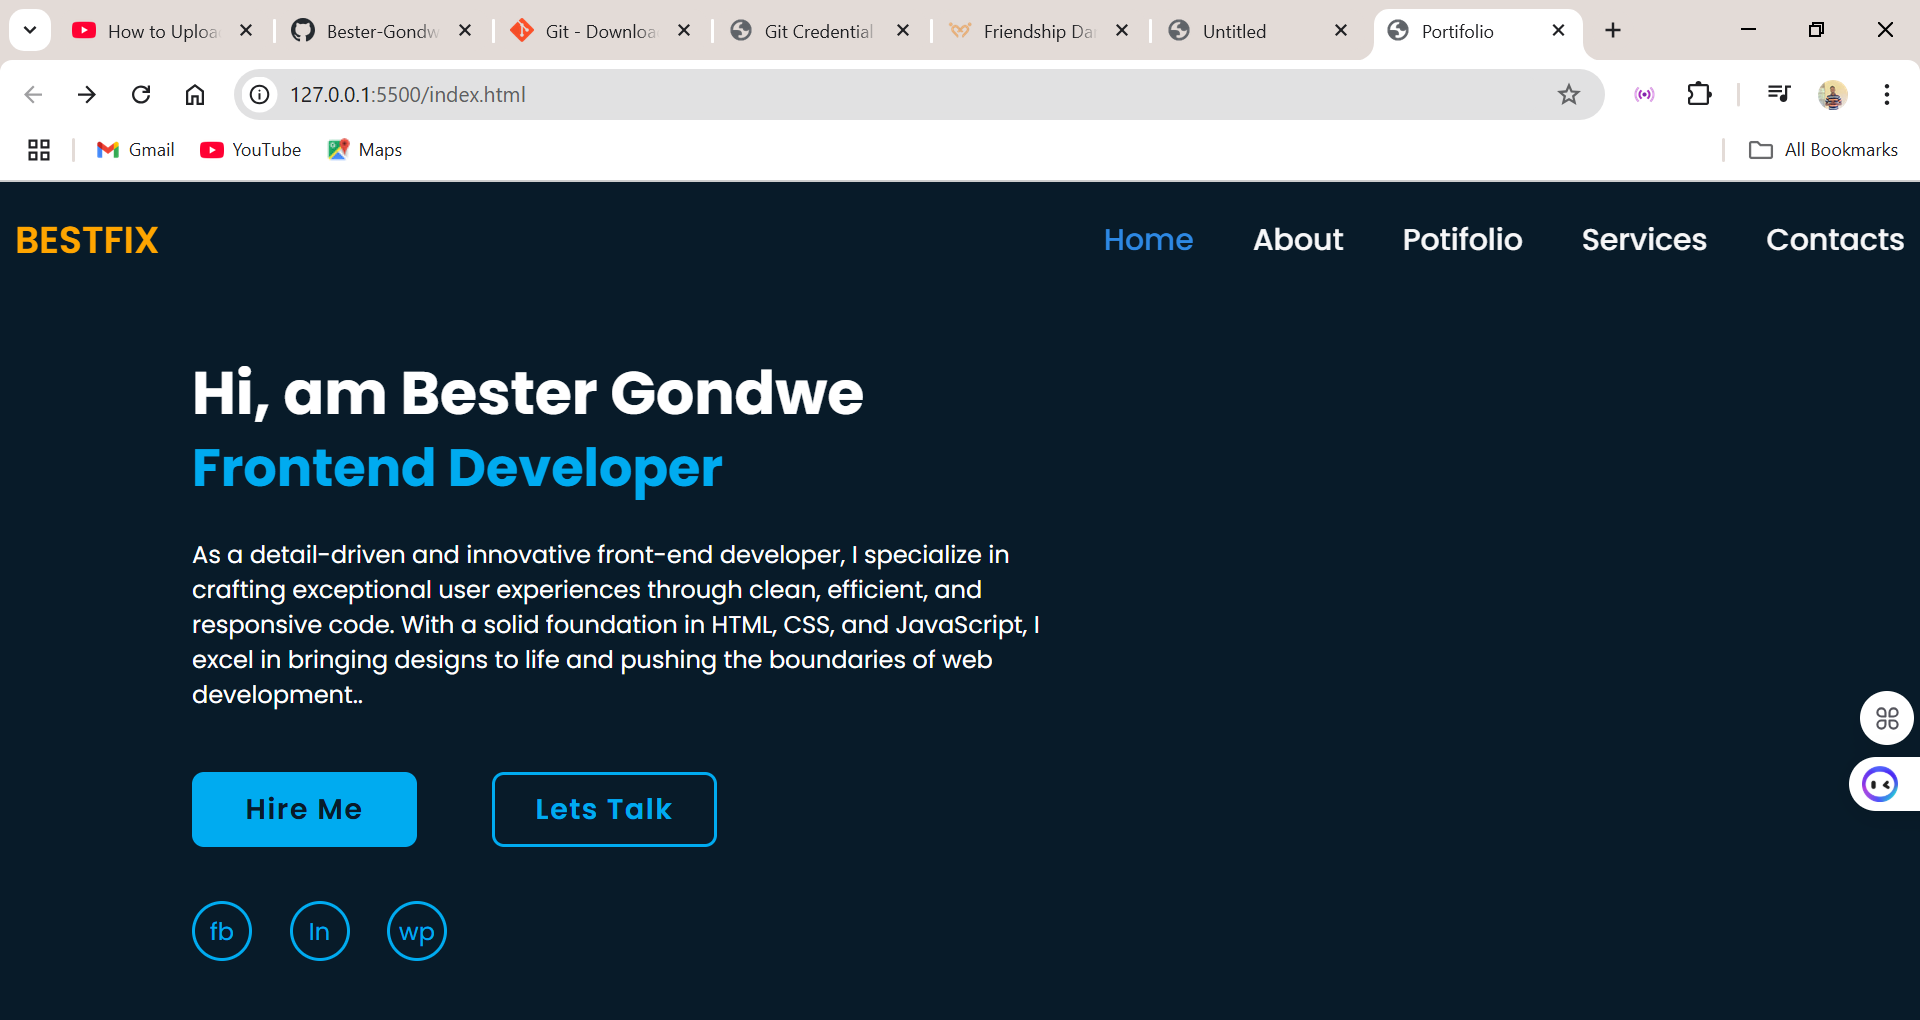 How to Uploa
Bester-Gondw
Git - Downloa
Git Credential
Friendship Da
Untitled
Portifolio
127.0.0.1:5500/index.html
Gmail
YouTube
Maps
All Bookmarks
BESTFIX
Home
About
Potifolio
Services
Contacts
Hi, am Bester Gondwe
Frontend Developer
As a detail-driven and innovative front-end developer, I specialize in
crafting exceptional user experiences through clean, efficient, and
responsive code. With a solid foundation in HTML, CSS, and JavaScript, I
excel in bringing designs to life and pushing the boundaries of web
development..
Hire Me
Lets Talk
fb
In
wp